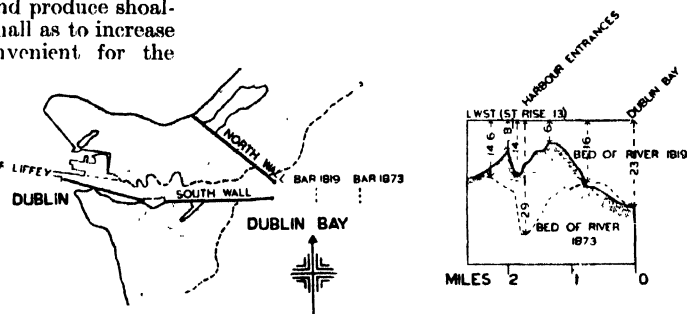 nd produce shoal-
nall as to increase
nvenient for the
LIFFEY
DUBLIN
NORTH WALL
SOUTH WALL
BAR 1819 BAR 1873
DUBLIN BAY
HARBOUR ENTRANCES
DUBLIN BAY
LWST (ST RISE 13)
14.6
8
14
6
16
23
29
BED OF RIVER 1819
BED OF RIVER
1873
MILES 2 1 0